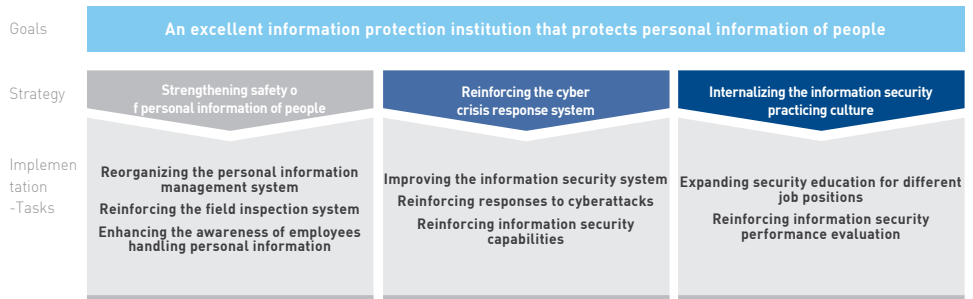 Goals
An excellent information protection institution that protects personal information of people
Strategy
Strengthening safety o
f personal information of people
Reinforcing the cyber
crisis response system
Internalizing the information security
practicing culture
Implemen
tation
-Tasks
Reorganizing the personal information
management system
Reinforcing the field inspection system
Enhancing the awareness of employees
handling personal information
Improving the information security system
Reinforcing responses to cyberattacks
Reinforcing information security
capabilities
Expanding security education for different
job positions
Reinforcing information security
performance evaluation